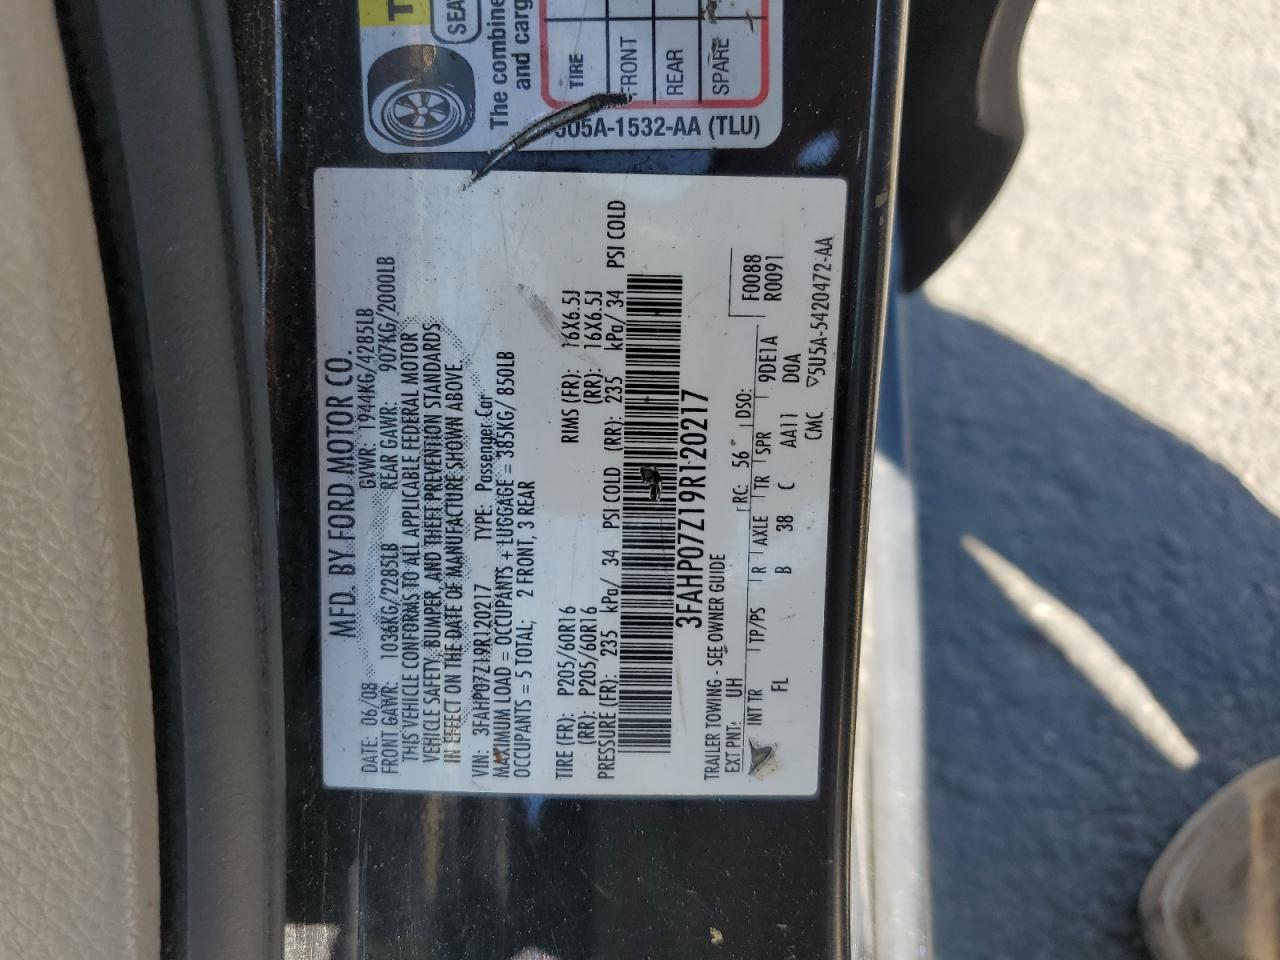 MFD. BY FORD MOTOR CO.
DATE: 06/08 GVWR: 1944KG/4285LB
FRONT GAWR: 1036KG/2285LB REAR GAWR: 907KG/2000LB
THIS VEHICLE CONFORMS TO ALL APPLICABLE FEDERAL MOTOR
VEHICLE SAFETY, BUMPER, AND THEFT PREVENTION STANDARDS
IN EFFECT ON THE DATE OF MANUFACTURE SHOWN ABOVE.
VIN: 3FAHP07Z19R120217 TYPE: Passenger Car
MAXIMUM LOAD = OCCUPANTS + LUGGAGE = 385KG/ 850LB
OCCUPANTS = 5 TOTAL; 2 FRONT, 3 REAR
TIRE (FR): P205/60R16 RIMS (FR): 16X6.5J
(RR): P205/60R16 (RR): 16X6.5J
PRESSURE (FR): 235 kPa/ 34 PSI COLD (RR): 235 kPa/ 34 PSI COLD
3FAHP07Z19R120217
TRAILER TOWING - SEE OWNER GUIDE
EXT PNT: UH RC: 56 DSO: F0088
R0091
INT TR TP/PS R AXLE TR SPR 9DE1A
FL B 38 C AA11 D0A
CMC ▽5U5A-5420472-AA
SEA
The combine
and carg
TIRE
FRONT
REAR
SPARE
5U5A-1532-AA (TLU)